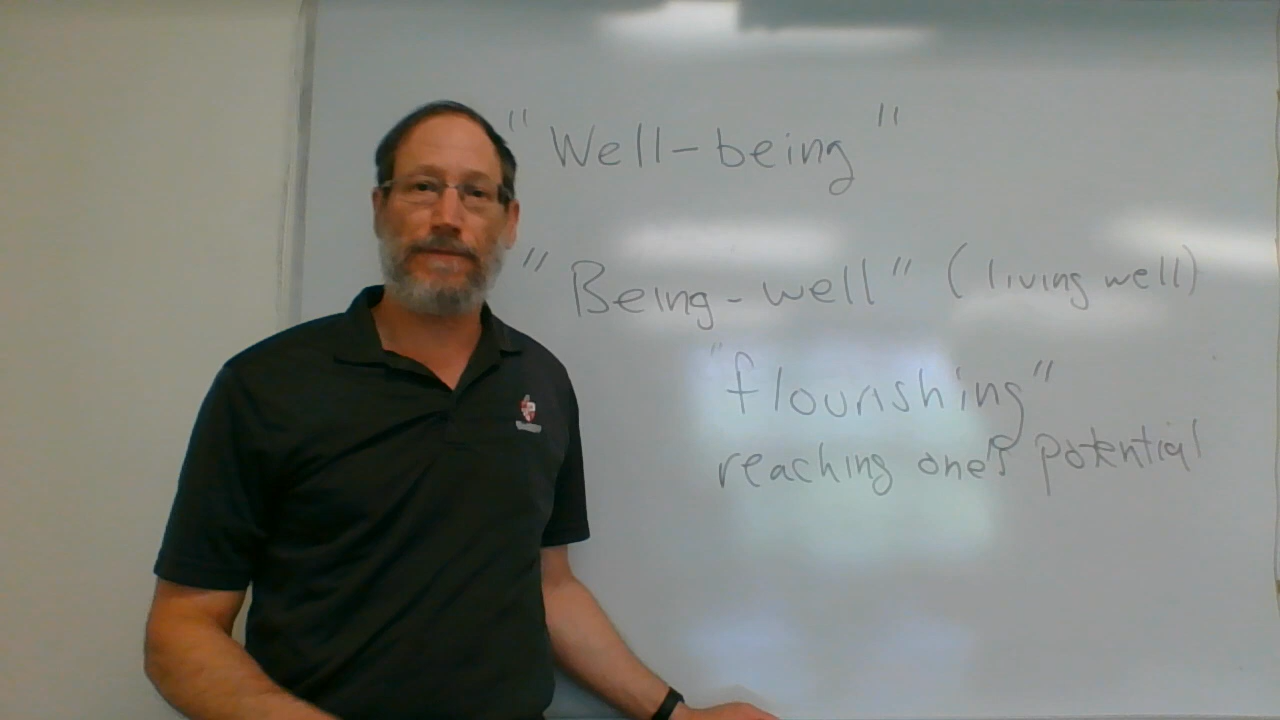 "Well-being"
"Being-well" (living well)
"flourishing"
reaching one's potential